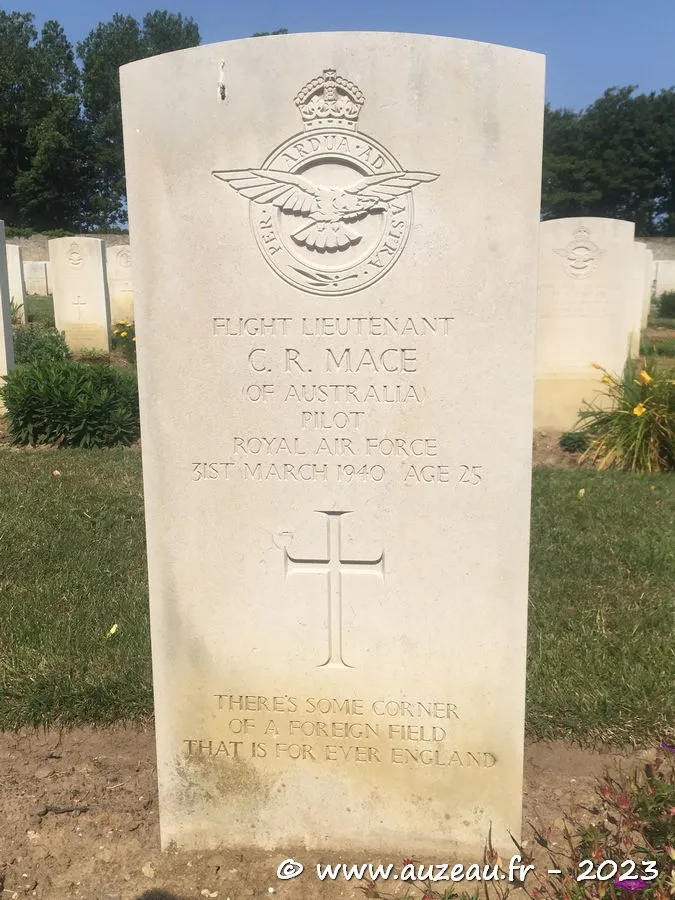 PER · ARDUA · AD ASTRA
FLIGHT LIEUTENANT
C. R. MACE
(OF AUSTRALIA)
PILOT
ROYAL AIR FORCE
31ST MARCH 1940 AGE 25
THERE'S SOME CORNER
OF A FOREIGN FIELD
THAT IS FOR EVER ENGLAND
© www.auzeau.fr - 2023